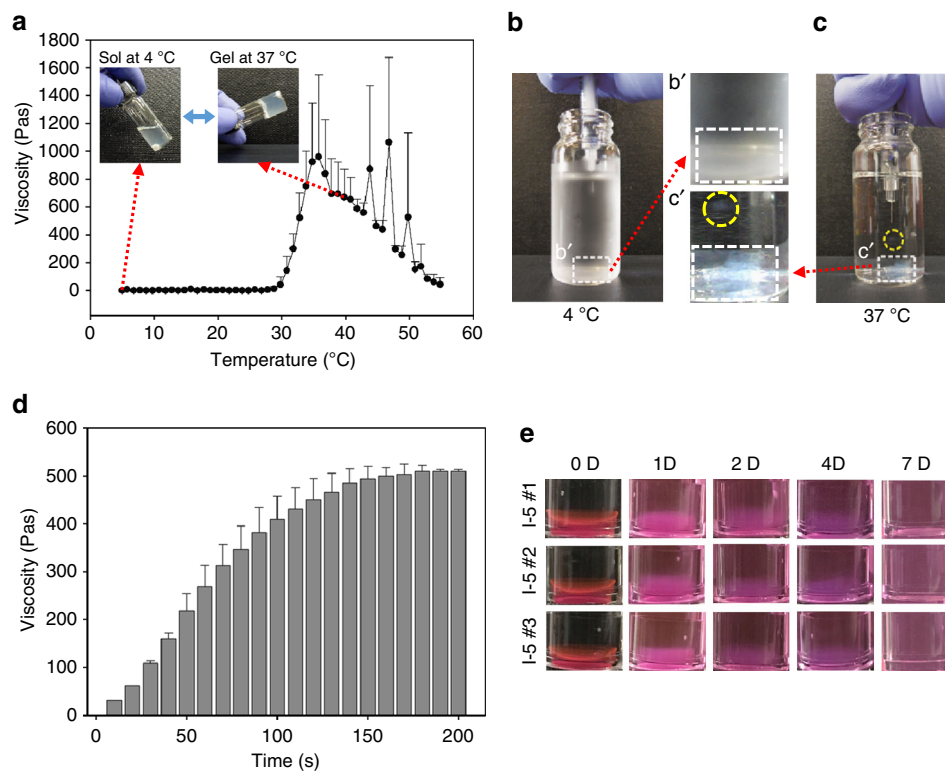 a
Sol at 4 °C
Gel at 37 °C
Viscosity (Pas)
1800
1600
1400
1200
1000
800
600
400
200
0
0
10
20
30
40
50
60
Temperature (°C)
b
b′
4 °C
b′
c′
c
c′
37 °C
d
Viscosity (Pas)
600
500
400
300
200
100
0
0
50
100
150
200
Time (s)
e
0 D
1D
2 D
4D
7 D
I-5 #1
I-5 #2
I-5 #3